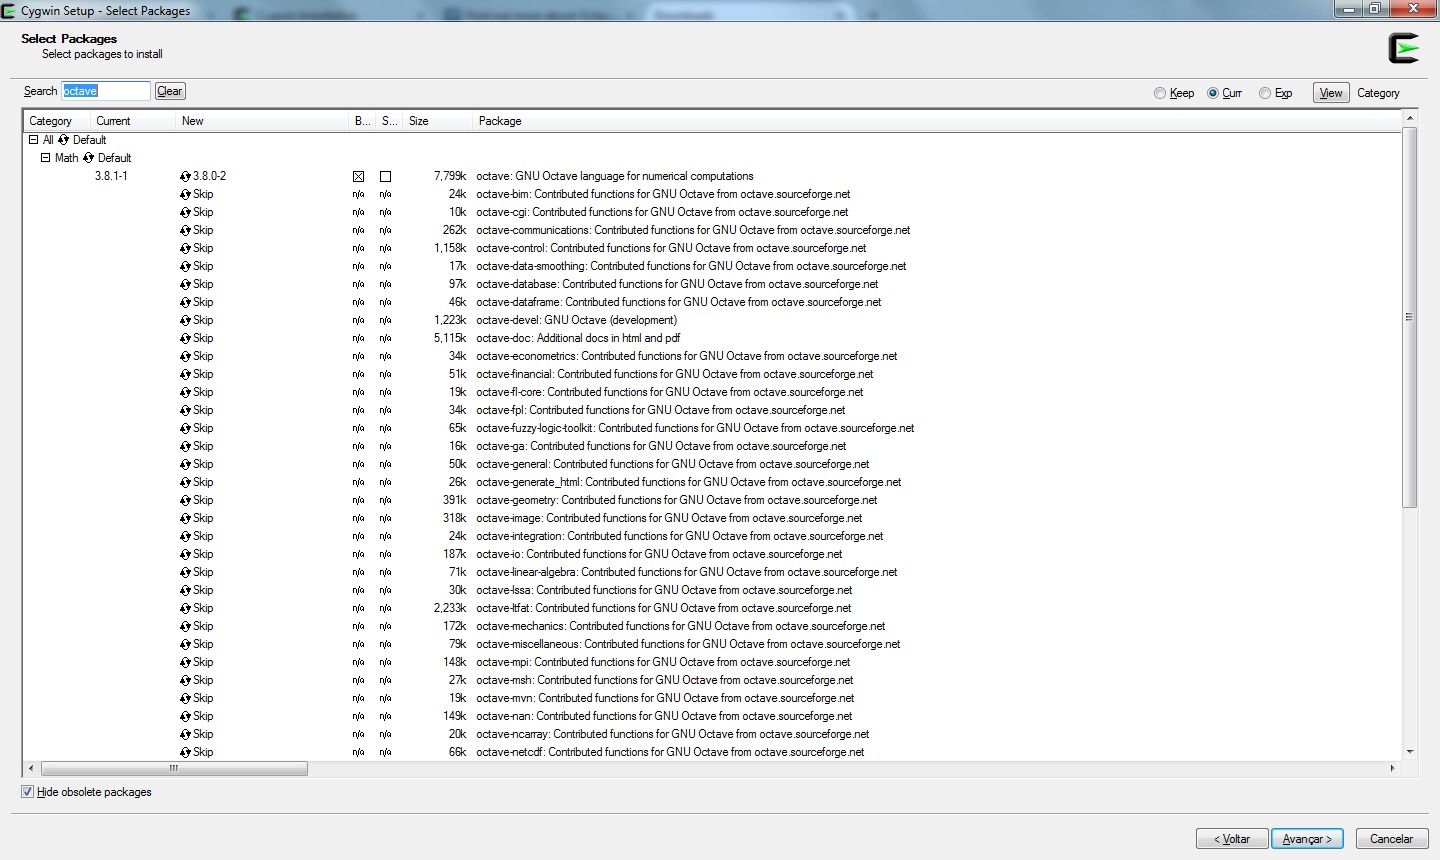 Cygwin Setup - Select Packages
Select Packages
Select packages to install
Search octave Clear Keep Curr Exp View Category
Category Current New B... S... Size Package
All Default
Math Default
3.8.1-1 3.8.0-2 7,799k octave: GNU Octave language for numerical computations
Skip n/a n/a 24k octave-bim: Contributed functions for GNU Octave from octave.sourceforge.net
Skip n/a n/a 10k octave-cgi: Contributed functions for GNU Octave from octave.sourceforge.net
Skip n/a n/a 262k octave-communications: Contributed functions for GNU Octave from octave.sourceforge.net
Skip n/a n/a 1,158k octave-control: Contributed functions for GNU Octave from octave.sourceforge.net
Skip n/a n/a 17k octave-data-smoothing: Contributed functions for GNU Octave from octave.sourceforge.net
Skip n/a n/a 97k octave-database: Contributed functions for GNU Octave from octave.sourceforge.net
Skip n/a n/a 46k octave-dataframe: Contributed functions for GNU Octave from octave.sourceforge.net
Skip n/a n/a 1,223k octave-devel: GNU Octave (development)
Skip n/a n/a 5,115k octave-doc: Additional docs in html and pdf
Skip n/a n/a 34k octave-econometrics: Contributed functions for GNU Octave from octave.sourceforge.net
Skip n/a n/a 51k octave-financial: Contributed functions for GNU Octave from octave.sourceforge.net
Skip n/a n/a 19k octave-fl-core: Contributed functions for GNU Octave from octave.sourceforge.net
Skip n/a n/a 34k octave-fpl: Contributed functions for GNU Octave from octave.sourceforge.net
Skip n/a n/a 65k octave-fuzzy-logic-toolkit: Contributed functions for GNU Octave from octave.sourceforge.net
Skip n/a n/a 16k octave-ga: Contributed functions for GNU Octave from octave.sourceforge.net
Skip n/a n/a 50k octave-general: Contributed functions for GNU Octave from octave.sourceforge.net
Skip n/a n/a 26k octave-generate_html: Contributed functions for GNU Octave from octave.sourceforge.net
Skip n/a n/a 391k octave-geometry: Contributed functions for GNU Octave from octave.sourceforge.net
Skip n/a n/a 318k octave-image: Contributed functions for GNU Octave from octave.sourceforge.net
Skip n/a n/a 24k octave-integration: Contributed functions for GNU Octave from octave.sourceforge.net
Skip n/a n/a 187k octave-io: Contributed functions for GNU Octave from octave.sourceforge.net
Skip n/a n/a 71k octave-linear-algebra: Contributed functions for GNU Octave from octave.sourceforge.net
Skip n/a n/a 30k octave-lssa: Contributed functions for GNU Octave from octave.sourceforge.net
Skip n/a n/a 2,233k octave-ltfat: Contributed functions for GNU Octave from octave.sourceforge.net
Skip n/a n/a 172k octave-mechanics: Contributed functions for GNU Octave from octave.sourceforge.net
Skip n/a n/a 79k octave-miscellaneous: Contributed functions for GNU Octave from octave.sourceforge.net
Skip n/a n/a 148k octave-mpi: Contributed functions for GNU Octave from octave.sourceforge.net
Skip n/a n/a 27k octave-msh: Contributed functions for GNU Octave from octave.sourceforge.net
Skip n/a n/a 19k octave-mvn: Contributed functions for GNU Octave from octave.sourceforge.net
Skip n/a n/a 149k octave-nan: Contributed functions for GNU Octave from octave.sourceforge.net
Skip n/a n/a 20k octave-ncarray: Contributed functions for GNU Octave from octave.sourceforge.net
Skip n/a n/a 66k octave-netcdf: Contributed functions for GNU Octave from octave.sourceforge.net
Hide obsolete packages
< Voltar Avançar > Cancelar